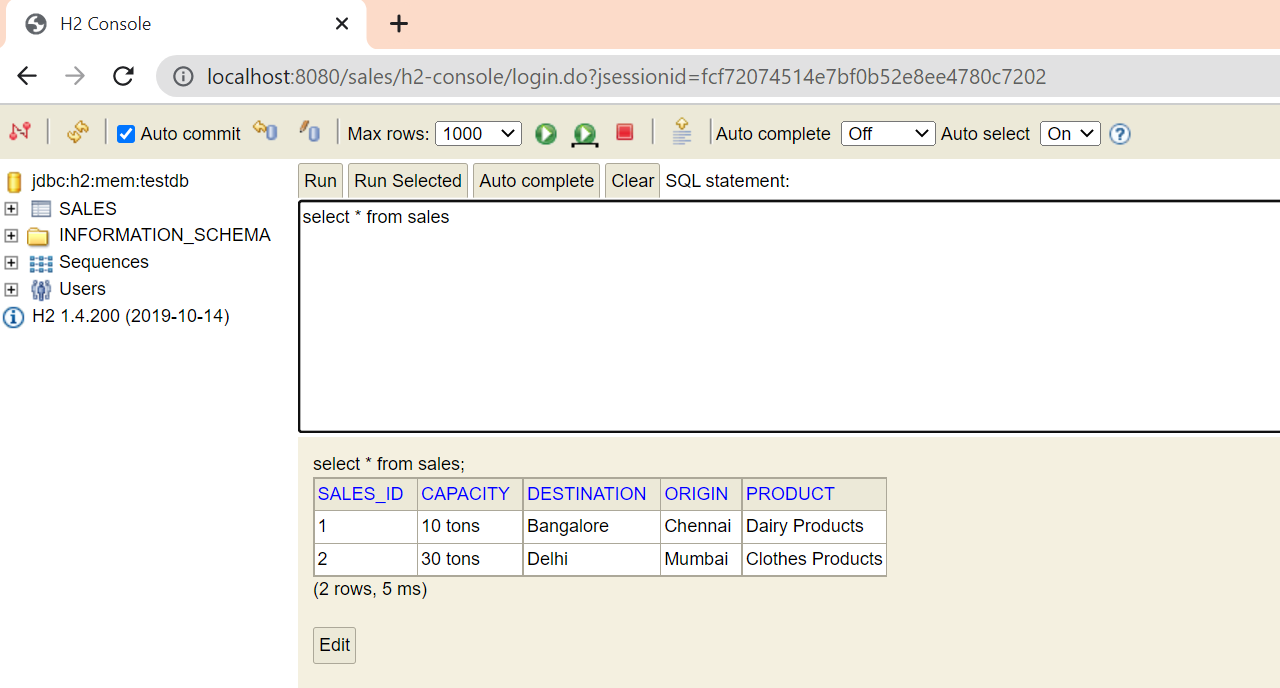 H2 Console
localhost:8080/sales/h2-console/login.do?jsessionid=fcf72074514e7bf0b52e8ee4780c7202
Auto commit Max rows: 1000 Auto complete Off Auto select On
jdbc:h2:mem:testdb
SALES
INFORMATION_SCHEMA
Sequences
Users
H2 1.4.200 (2019-10-14)
Run Run Selected Auto complete Clear SQL statement:
select * from sales
select * from sales;
SALES_ID CAPACITY DESTINATION ORIGIN PRODUCT
1 10 tons Bangalore Chennai Dairy Products
2 30 tons Delhi Mumbai Clothes Products
(2 rows, 5 ms)
Edit